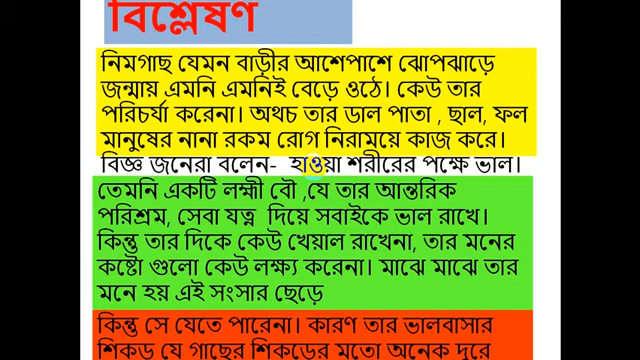 বিশ্লেষণ
নিমগাছ যেমন বাড়ীর আশেপাশে ঝোপঝাড়ে
জন্মায় এমনি এমনিই বেড়ে ওঠে। কেউ তার
পরিচর্যা করেনা। অথচ তার ডাল পাতা , ছাল, ফল
মানুষের নানা রকম রোগ নিরাময়ে কাজ করে।
বিজ্ঞ জনেরা বলেন- হাওয়া শরীরের পক্ষে ভাল।
তেমনি একটি লহ্মী বৌ ,যে তার আন্তরিক
পরিশ্রম, সেবা যত্ন দিয়ে সবাইকে ভাল রাখে।
কিন্তু তার দিকে কেউ খেয়াল রাখেনা, তার মনের
কষ্টো গুলো কেউ লক্ষ্য করেনা। মাঝে মাঝে তার
মনে হয় এই সংসার ছেড়ে
কিন্তু সে যেতে পারেনা। কারণ তার ভালবাসার
শিকড় যে গাছের শিকড়ের মতো অনেক দূরে